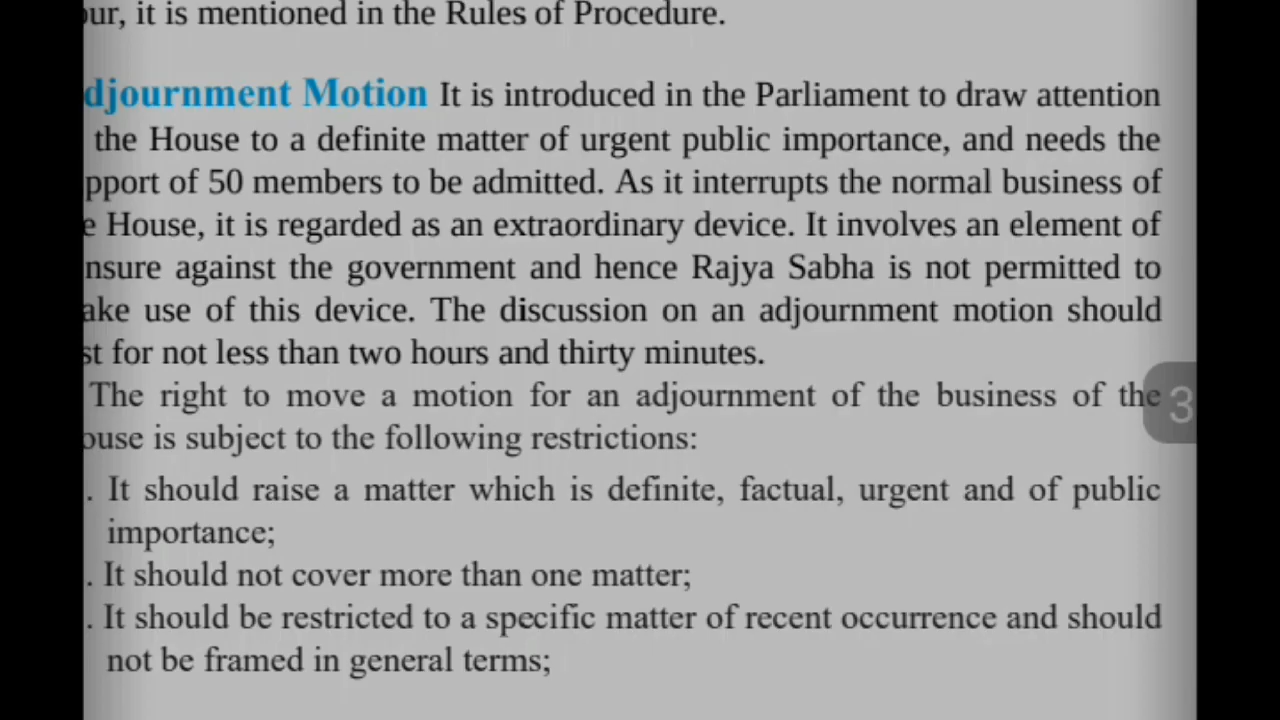 our, it is mentioned in the Rules of Procedure.
djournment Motion It is introduced in the Parliament to draw attention
the House to a definite matter of urgent public importance, and needs the
pport of 50 members to be admitted. As it interrupts the normal business of
e House, it is regarded as an extraordinary device. It involves an element of
nsure against the government and hence Rajya Sabha is not permitted to
ake use of this device. The discussion on an adjournment motion should
st for not less than two hours and thirty minutes.
The right to move a motion for an adjournment of the business of the
ouse is subject to the following restrictions:
. It should raise a matter which is definite, factual, urgent and of public
importance;
. It should not cover more than one matter;
. It should be restricted to a specific matter of recent occurrence and should
not be framed in general terms;
3